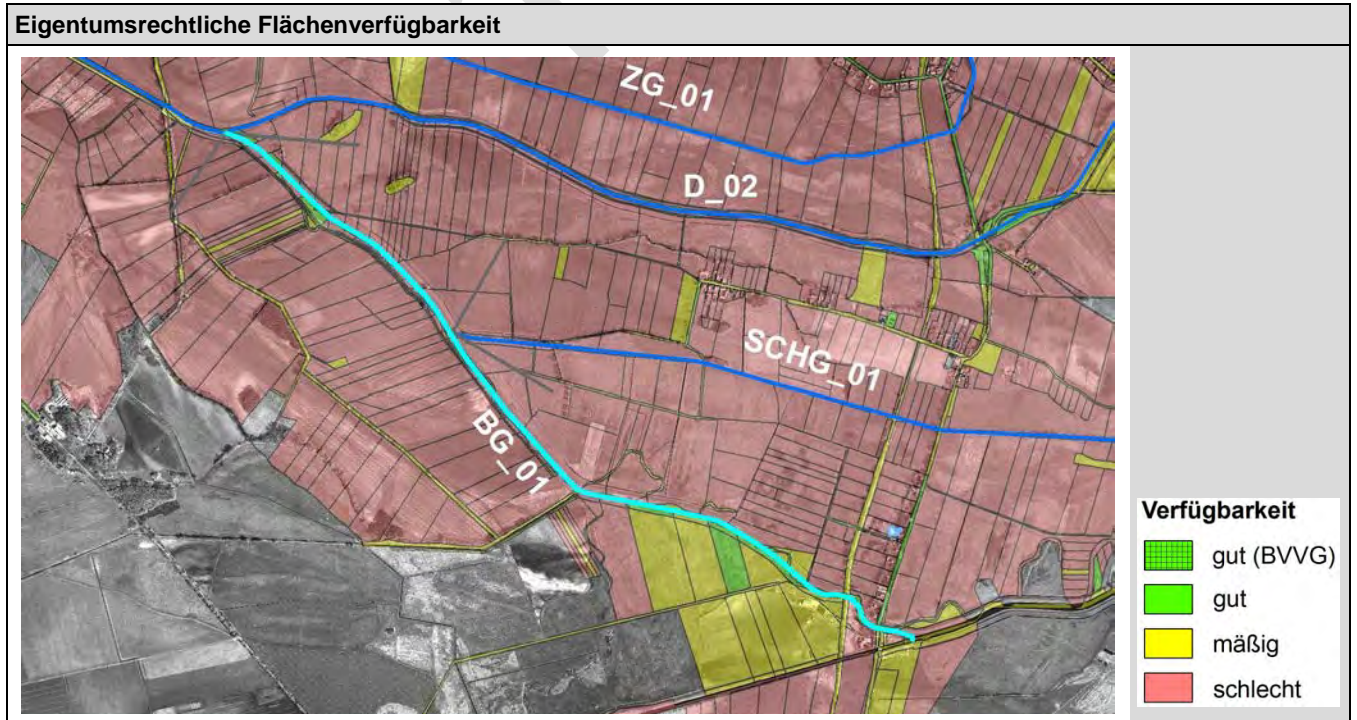 Eigentumsrechtliche Flächenverfügbarkeit
ZG_01
D_02
SCHG_01
BG_01
Verfügbarkeit
gut (BVVG)
gut
mäßig
schlecht